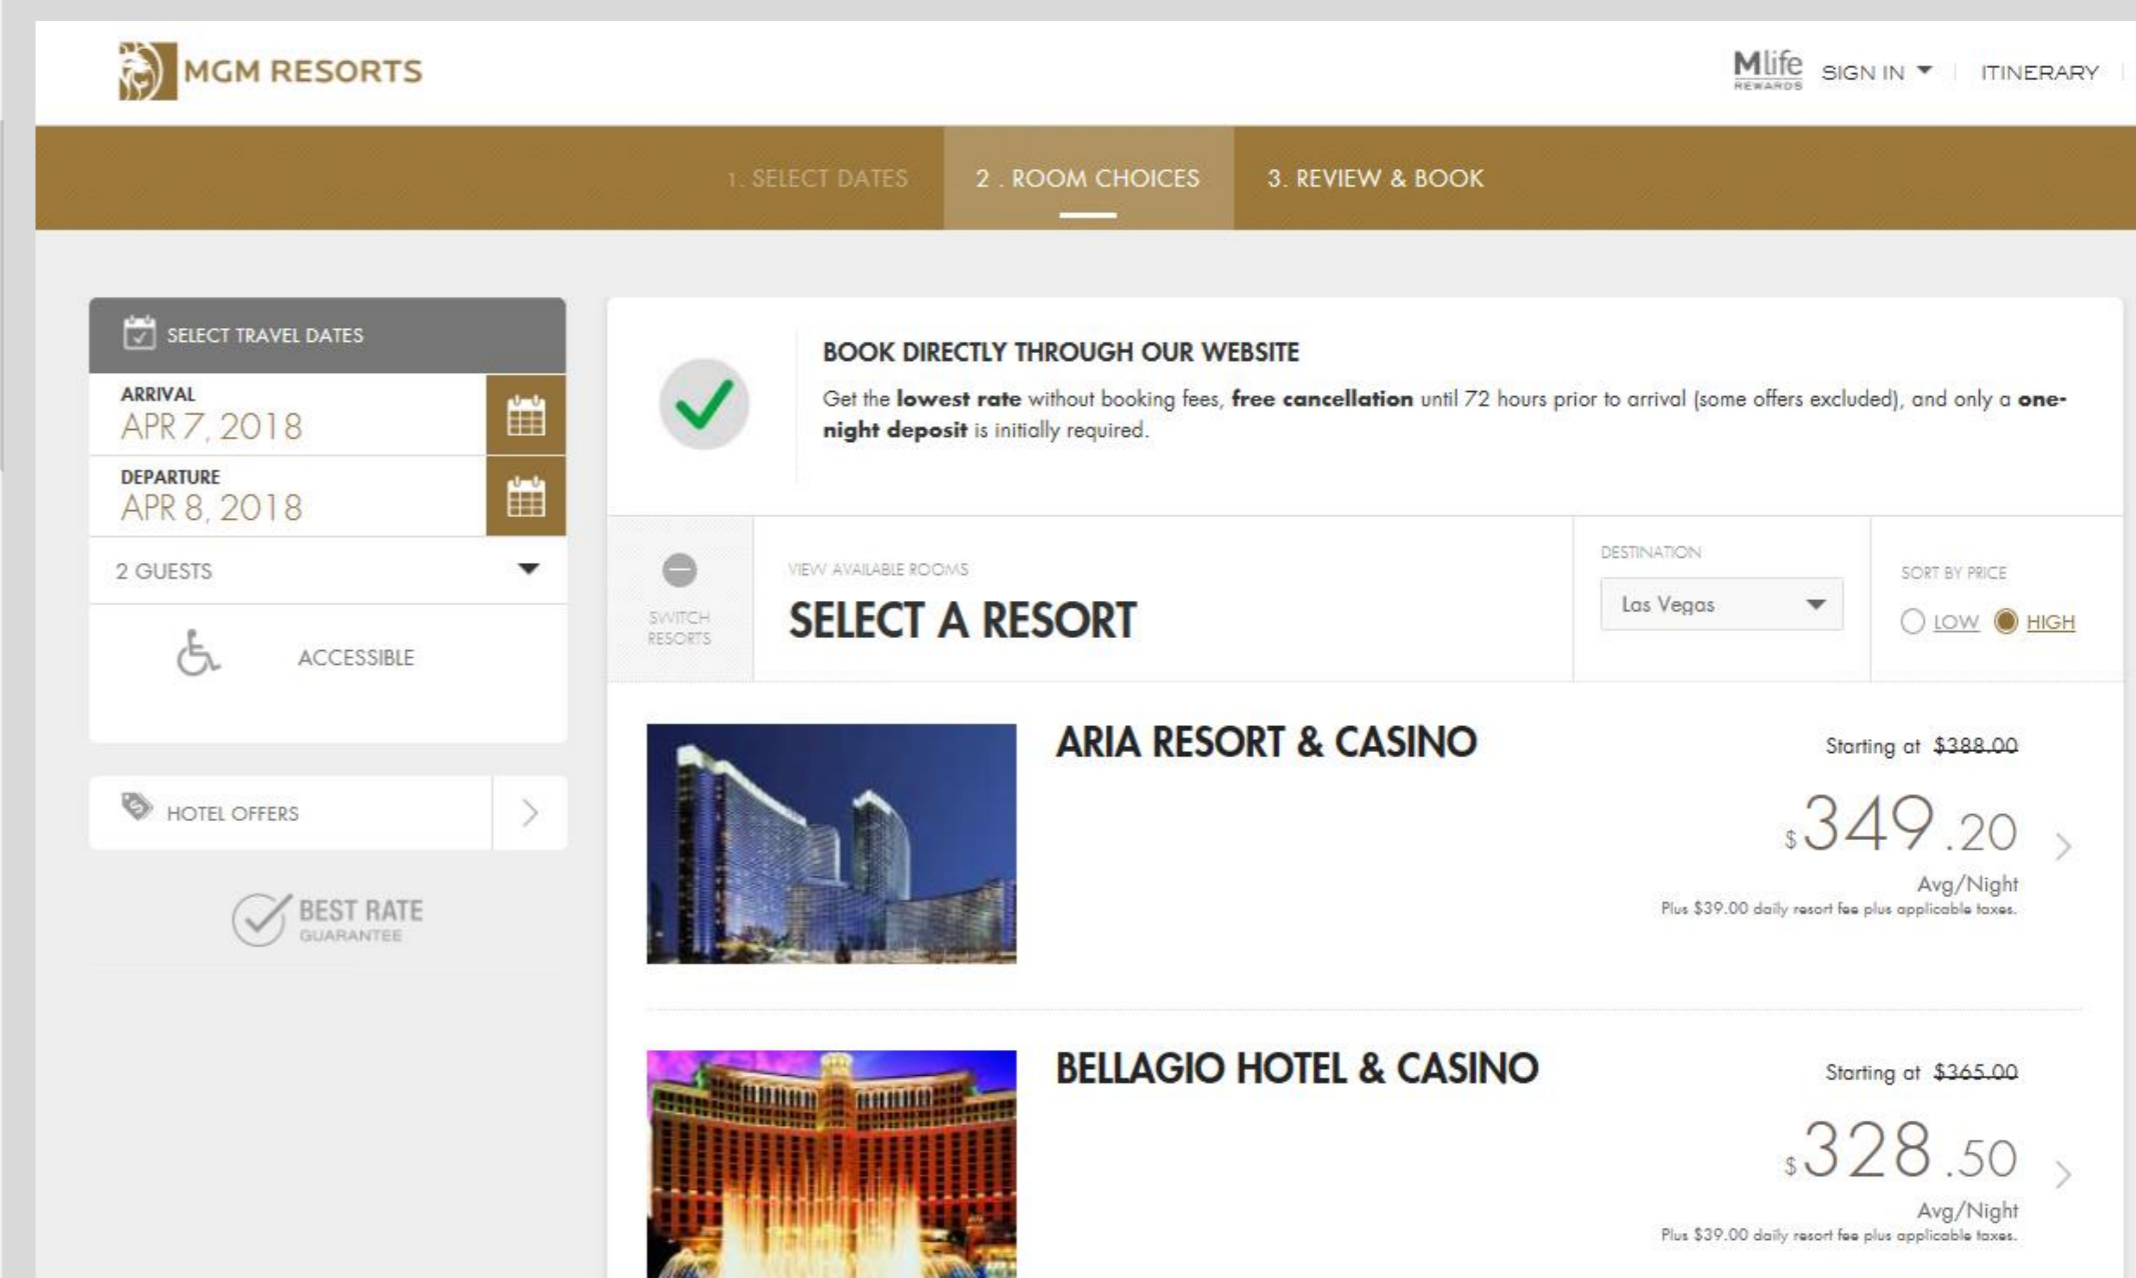 MGM RESORTS
Mlife
REWARDS
SIGN IN
ITINERARY
1. SELECT DATES
2 . ROOM CHOICES
3. REVIEW & BOOK
SELECT TRAVEL DATES
ARRIVAL
APR 7, 2018
DEPARTURE
APR 8, 2018
2 GUESTS
ACCESSIBLE
HOTEL OFFERS
BEST RATE
GUARANTEE
BOOK DIRECTLY THROUGH OUR WEBSITE
Get the lowest rate without booking fees, free cancellation until 72 hours prior to arrival (some offers excluded), and only a one-
night deposit is initially required.
SWITCH
RESORTS
VIEW AVAILABLE ROOMS
SELECT A RESORT
DESTINATION
Las Vegas
SORT BY PRICE
LOW HIGH
ARIA RESORT & CASINO
Starting at $388.00
$349.20
Avg/Night
Plus $39.00 daily resort fee plus applicable taxes.
BELLAGIO HOTEL & CASINO
Starting at $365.00
$328.50
Avg/Night
Plus $39.00 daily resort fee plus applicable taxes.